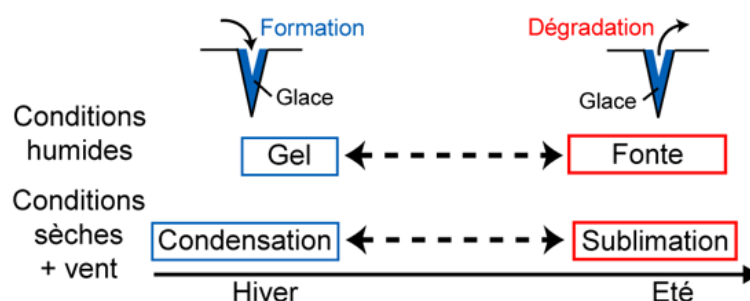 Formation
Dégradation
Glace
Glace
Conditions
humides
Gel
Fonte
Conditions
sèches
+ vent
Condensation
Sublimation
Hiver
Eté